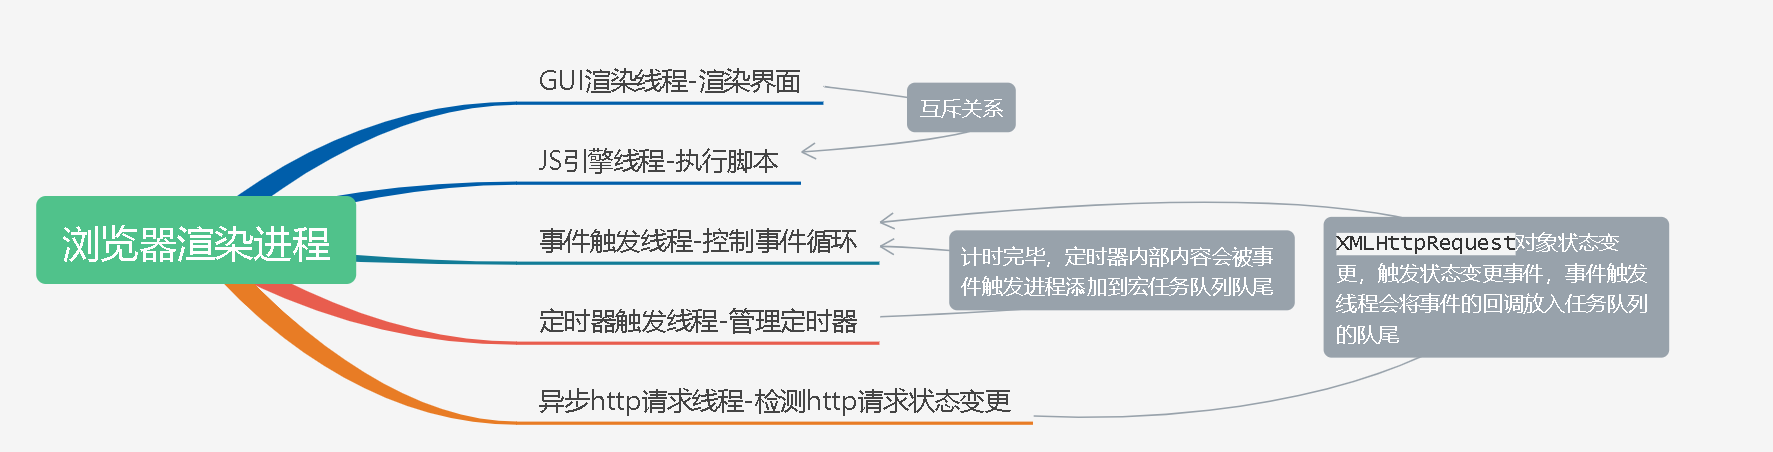 浏览器渲染进程
GUI渲染线程-渲染界面
互斥关系
JS引擎线程-执行脚本
事件触发线程-控制事件循环
计时完毕，定时器内部内容会被事
件触发进程添加到宏任务队列队尾
定时器触发线程-管理定时器
XMLHttpRequest对象状态变
更，触发状态变更事件，事件触发
线程会将事件的回调放入任务队列
的队尾
异步http请求线程-检测http请求状态变更